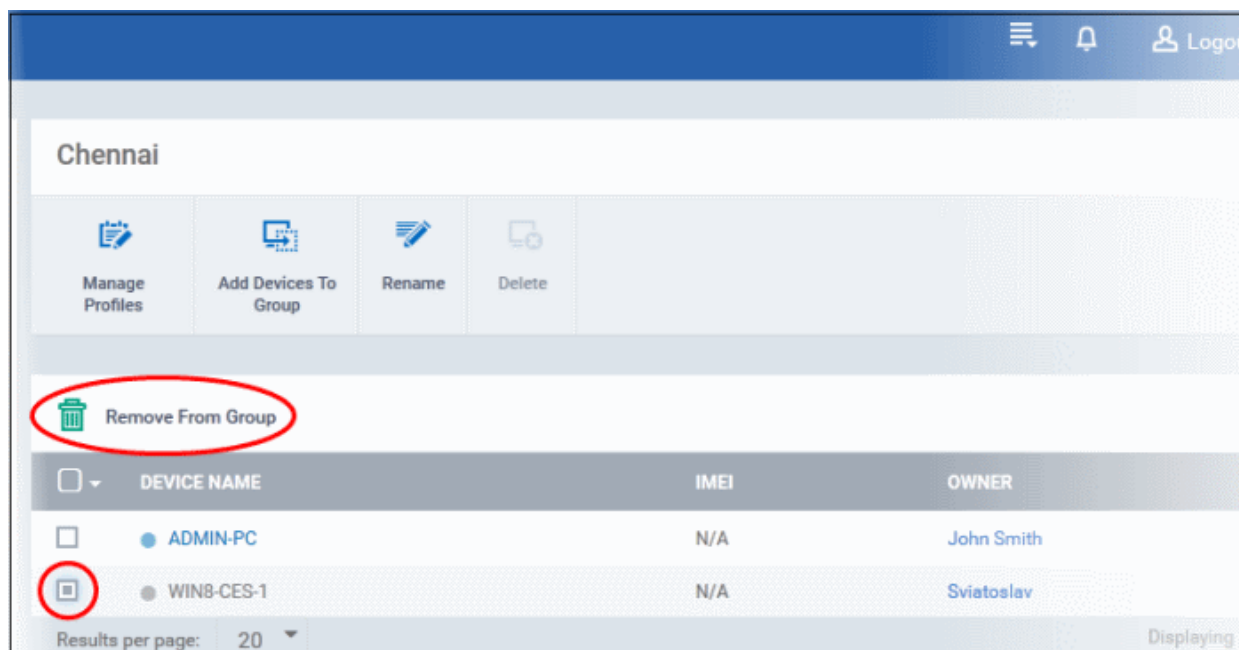 Chennai
Manage Profiles
Add Devices To Group
Rename
Delete
Remove From Group
DEVICE NAME IMEI OWNER
ADMIN-PC N/A John Smith
WIN8-CES-1 N/A Sviatoslav
Results per page: 20 Displaying